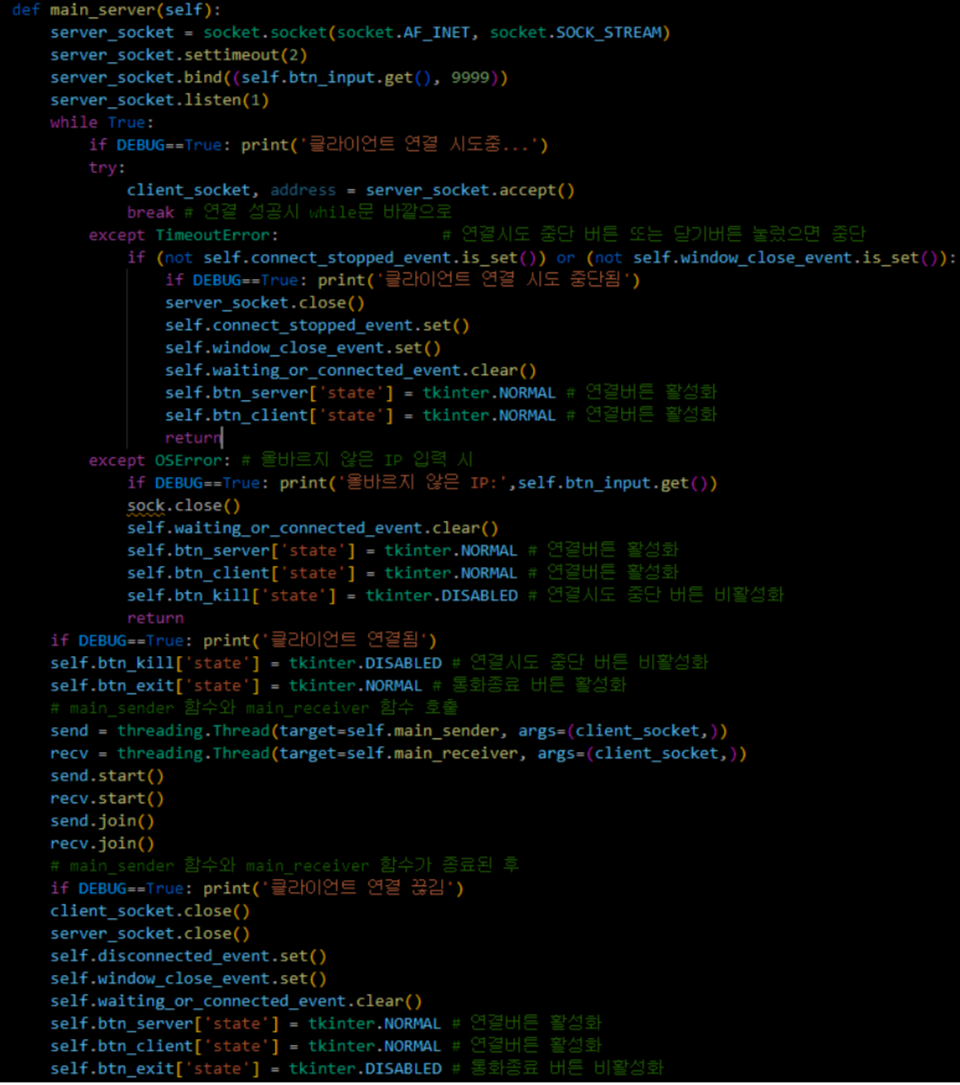 def main_server(self):
    server_socket = socket.socket(socket.AF_INET, socket.SOCK_STREAM)
    server_socket.settimeout(2)
    server_socket.bind((self.btn_input.get(), 9999))
    server_socket.listen(1)
    while True:
        if DEBUG==True: print('클라이언트 연결 시도중...')
        try:
            client_socket, address = server_socket.accept()
            break # 연결 성공시 while문 바깥으로
        except TimeoutError:                 # 연결시도 중단 버튼 또는 닫기버튼 눌렀으면 중단
            if (not self.connect_stopped_event.is_set()) or (not self.window_close_event.is_set()):
                if DEBUG==True: print('클라이언트 연결 시도 중단됨')
                server_socket.close()
                self.connect_stopped_event.set()
                self.window_close_event.set()
                self.waiting_or_connected_event.clear()
                self.btn_server['state'] = tkinter.NORMAL # 연결버튼 활성화
                self.btn_client['state'] = tkinter.NORMAL # 연결버튼 활성화
                return
        except OSError: # 올바르지 않은 IP 입력 시
            if DEBUG==True: print('올바르지 않은 IP:',self.btn_input.get())
            sock.close()
            self.waiting_or_connected_event.clear()
            self.btn_server['state'] = tkinter.NORMAL # 연결버튼 활성화
            self.btn_client['state'] = tkinter.NORMAL # 연결버튼 활성화
            self.btn_kill['state'] = tkinter.DISABLED # 연결시도 중단 버튼 비활성화
            return
    if DEBUG==True: print('클라이언트 연결됨')
    self.btn_kill['state'] = tkinter.DISABLED # 연결시도 중단 버튼 비활성화
    self.btn_exit['state'] = tkinter.NORMAL # 통화종료 버튼 활성화
    # main_sender 함수와 main_receiver 함수 호출
    send = threading.Thread(target=self.main_sender, args=(client_socket,))
    recv = threading.Thread(target=self.main_receiver, args=(client_socket,))
    send.start()
    recv.start()
    send.join()
    recv.join()
    # main_sender 함수와 main_receiver 함수가 종료된 후
    if DEBUG==True: print('클라이언트 연결 끊김')
    client_socket.close()
    server_socket.close()
    self.disconnected_event.set()
    self.window_close_event.set()
    self.waiting_or_connected_event.clear()
    self.btn_server['state'] = tkinter.NORMAL # 연결버튼 활성화
    self.btn_client['state'] = tkinter.NORMAL # 연결버튼 활성화
    self.btn_exit['state'] = tkinter.DISABLED # 통화종료 버튼 비활성화